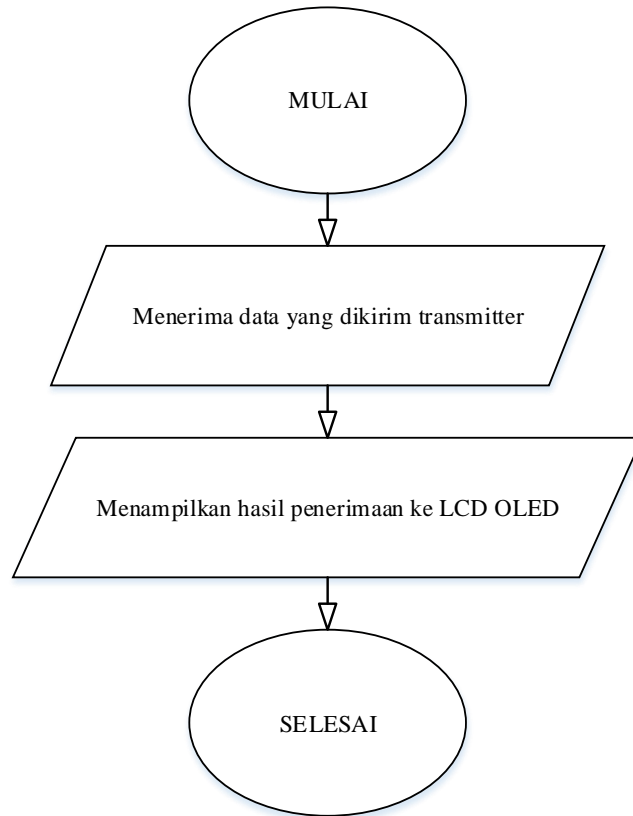 MULAI
Menerima data yang dikirim transmitter
Menampilkan hasil penerimaan ke LCD OLED
SELESAI